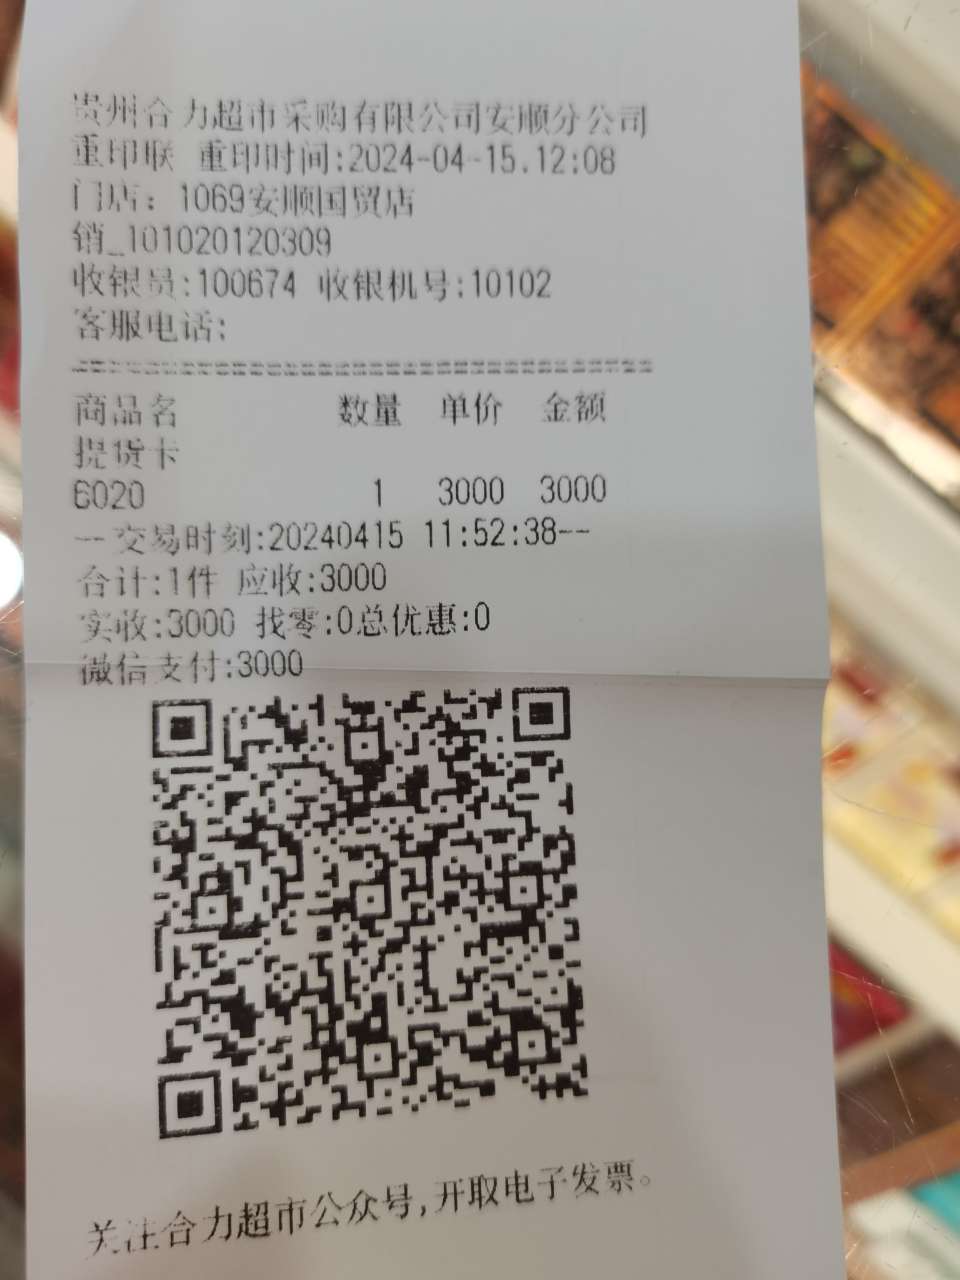 贵州合力超市采购有限公司安顺分公司
重印联 重印时间:2024-04-15.12:08
门店: 1069安顺国贸店
销_101020120309
收银员:100674 收银机号:10102
客服电话:
商品名 数量 单价 金额
提货卡
6020 1 3000 3000
--交易时刻:20240415 11:52:38--
合计:1件 应收:3000
实收:3000 找零:0总优惠:0
微信支付:3000
关注合力超市公众号,开取电子发票。